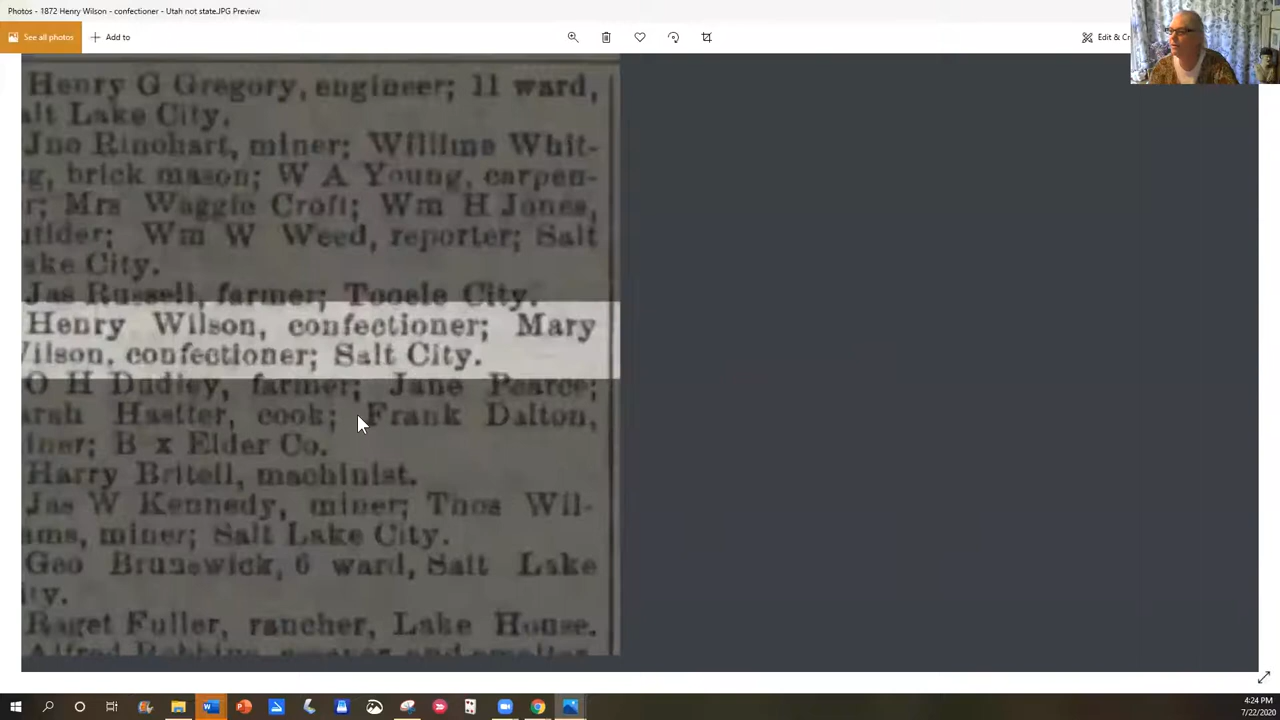 Photos - 1872 Henry Wilson - confectioner - Utah not state.JPG Preview
See all photos
Add to
Edit & Cr
Henry G Gregory, engineer; 11 ward,
alt Lake City.
Jno Rinohart, miner; Whit-
g, brick mason; W A Young, carpen-
r; Mrs Waggie Croft; Wm H Jones,
Wm W Weed, reporter; Salt
ake City.
Jas Russell, farmer; Tooele City.
Henry Wilson, confectioner; Mary
ilson, confectioner; Salt City.
O H Dudley, farmer; Jane Pearce;
arah cook; Frank Dalton,
iner; B x Elder Co.
Harry Britell, machinist.
Jas W Kennedy, miner; Thos Wil-
ams, miner; Salt Lake City.
Geo Brunswick, 6 ward, Salt Lake
ity.
Fuller, rancher, Lake House.
Alfred
4:24 PM
7/22/2020